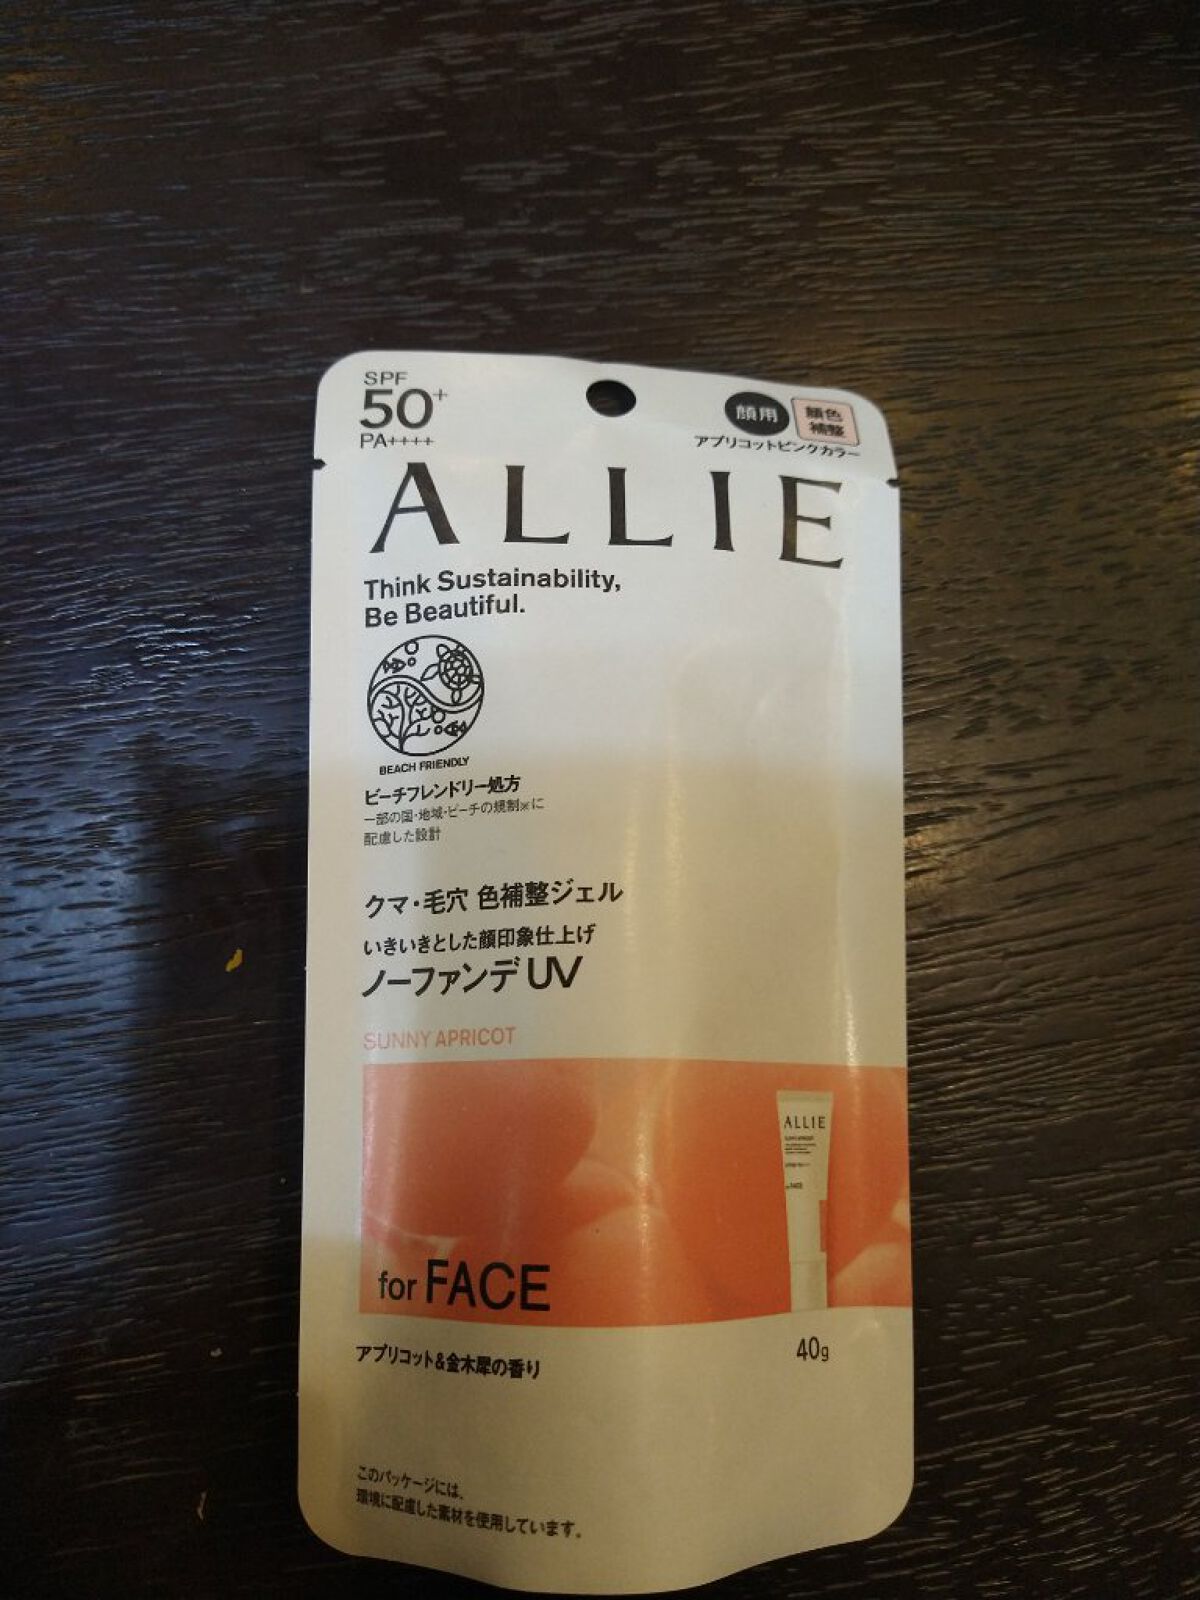 SPF
50+
PA++++
顔用
顔色
補整
アプリコットピンクカラー
ALLIE
Think Sustainability,
Be Beautiful.
BEACH FRIENDLY
ビーチフレンドリー処方
一部の国・地域・ビーチの規制※に
配慮した設計
クマ・毛穴 色補整ジェル
いきいきとした顔印象仕上げ
ノーファンデUV
SUNNY APRICOT
ALLIE
for FACE
for FACE
アプリコット&金木犀の香り
40g
このパッケージには、
環境に配慮した素材を使用しています。